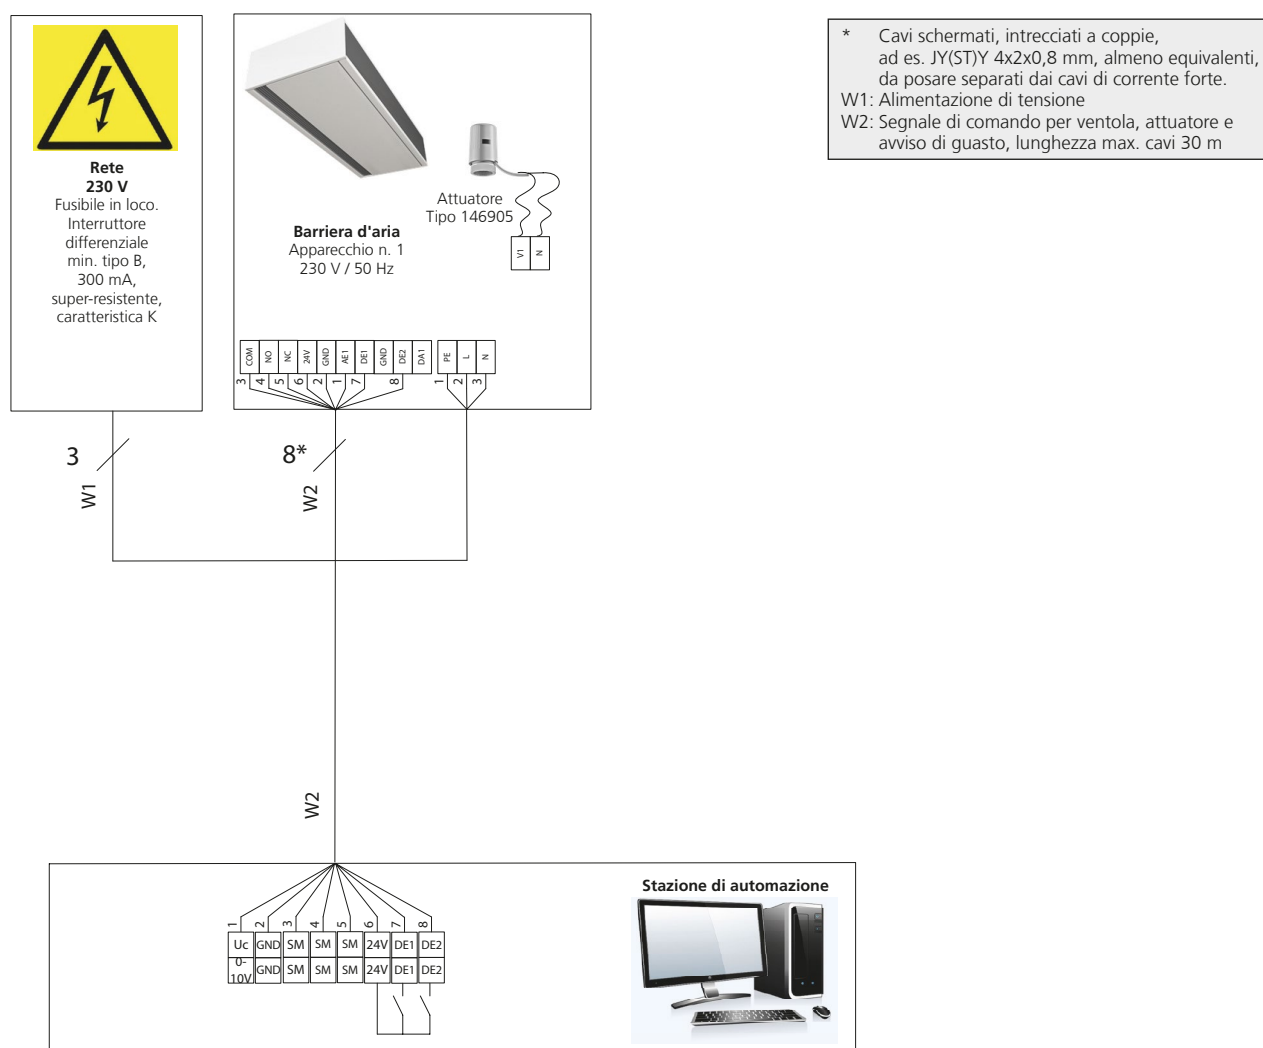 Rete
230 V
Fusibile in loco.
Interruttore
differenziale
min. tipo B,
300 mA,
super-resistente,
caratteristica K
Barriera d'aria
Apparecchio n. 1
230 V / 50 Hz
Attuatore
Tipo 146905
V1 N
COM NO NC 24V GND AE1 DE1 GND DE2 DA1
3 4 5 6 2 1 7 8
PE L N
1 2 3
* Cavi schermati, intrecciati a coppie,
ad es. JY(ST)Y 4x2x0,8 mm, almeno equivalenti,
da posare separati dai cavi di corrente forte.
W1: Alimentazione di tensione
W2: Segnale di comando per ventola, attuatore e
avviso di guasto, lunghezza max. cavi 30 m
3
W1
8*
W2
W2
Stazione di automazione
1 2 3 4 5 6 7 8
Uc GND SM SM SM 24V DE1 DE2
0-
10V GND SM SM SM 24V DE1 DE2